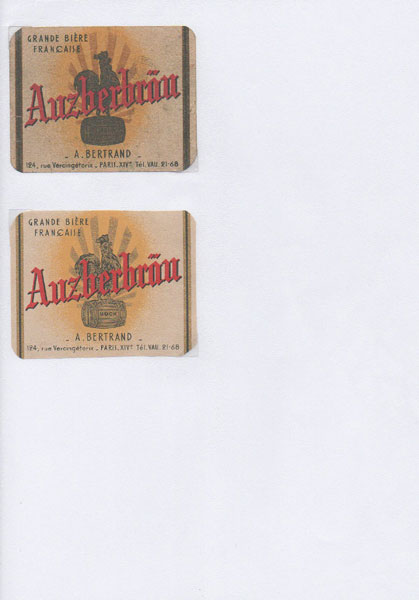 GRANDE BIÈRE
FRANÇAISE
Auzberbräu
_ A. BERTRAND _
124, rue Vercingétorix _ PARIS.XIVᵉ Tél. VAU. 21-68
GRANDE BIÈRE
FRANÇAISE
Auzberbräu
_ A. BERTRAND _
124, rue Vercingétorix _ PARIS.XIVᵉ Tél. VAU. 21-68